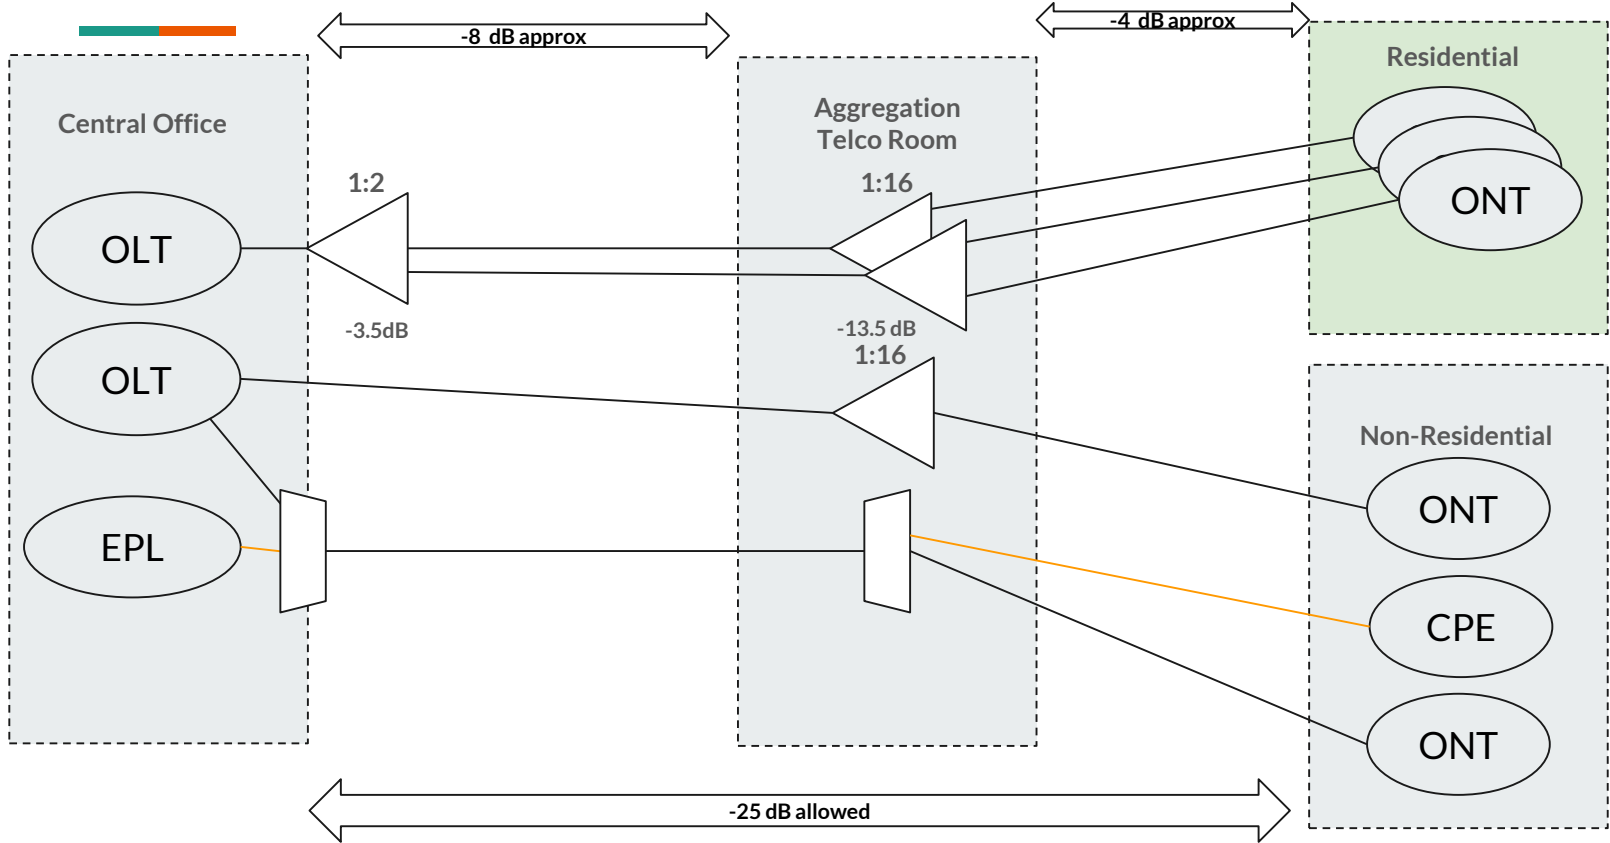 -8 dB approx
-4 dB approx
Central Office
Aggregation
Telco Room
Residential
1:2
1:16
OLT
ONT
-3.5dB
-13.5 dB
1:16
OLT
Non-Residential
ONT
EPL
CPE
ONT
-25 dB allowed